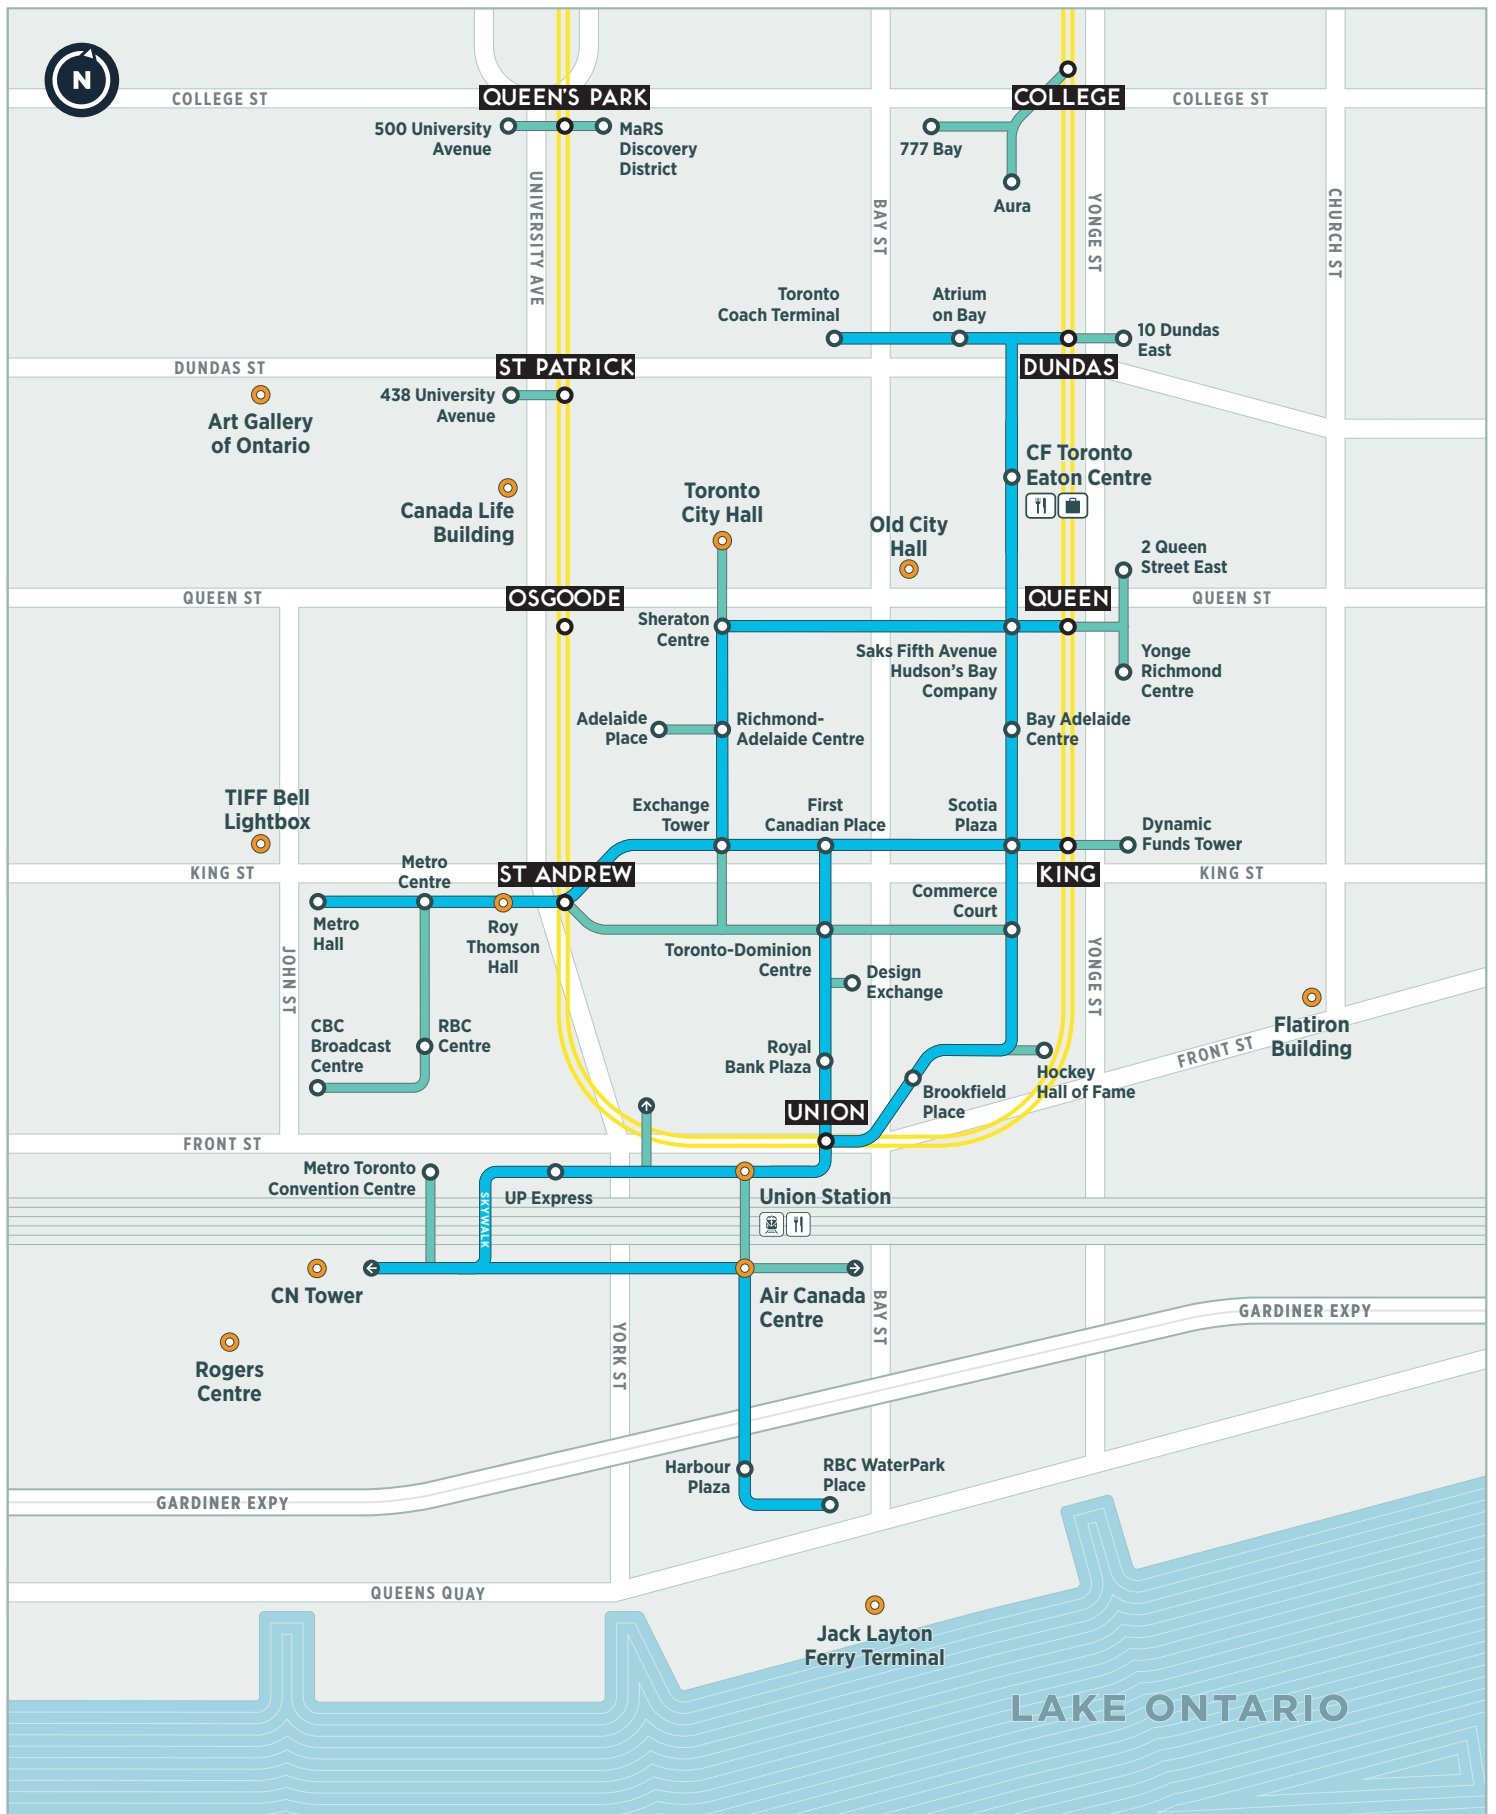 N
COLLEGE ST
QUEEN'S PARK
COLLEGE
COLLEGE ST
500 University
Avenue
MaRS
Discovery
District
777 Bay
Aura
UNIVERSITY AVE
BAY ST
YONGE ST
CHURCH ST
Toronto
Coach Terminal
Atrium
on Bay
10 Dundas
East
DUNDAS ST
ST PATRICK
DUNDAS
438 University
Avenue
Art Gallery
of Ontario
CF Toronto
Eaton Centre
Canada Life
Building
Toronto
City Hall
Old City
Hall
2 Queen
Street East
QUEEN ST
OSGOODE
QUEEN
QUEEN ST
Sheraton
Centre
Saks Fifth Avenue
Hudson's Bay
Company
Yonge
Richmond
Centre
Adelaide
Place
Richmond-
Adelaide Centre
Bay Adelaide
Centre
TIFF Bell
Lightbox
Exchange
Tower
First
Canadian Place
Scotia
Plaza
Dynamic
Funds Tower
KING ST
Metro
Centre
ST ANDREW
KING
KING ST
Commerce
Court
Metro
Hall
Roy
Thomson
Hall
Toronto-Dominion
Centre
JOHN ST
YONGE ST
Design
Exchange
CBC
Broadcast
Centre
RBC
Centre
Royal
Bank Plaza
Flatiron
Building
FRONT ST
Hockey
Hall of Fame
Brookfield
Place
UNION
FRONT ST
Metro Toronto
Convention Centre
SKYWALK
UP Express
Union Station
CN Tower
Air Canada
Centre
BAY ST
GARDINER EXPY
YORK ST
Rogers
Centre
Harbour
Plaza
RBC WaterPark
Place
GARDINER EXPY
QUEENS QUAY
Jack Layton
Ferry Terminal
LAKE ONTARIO